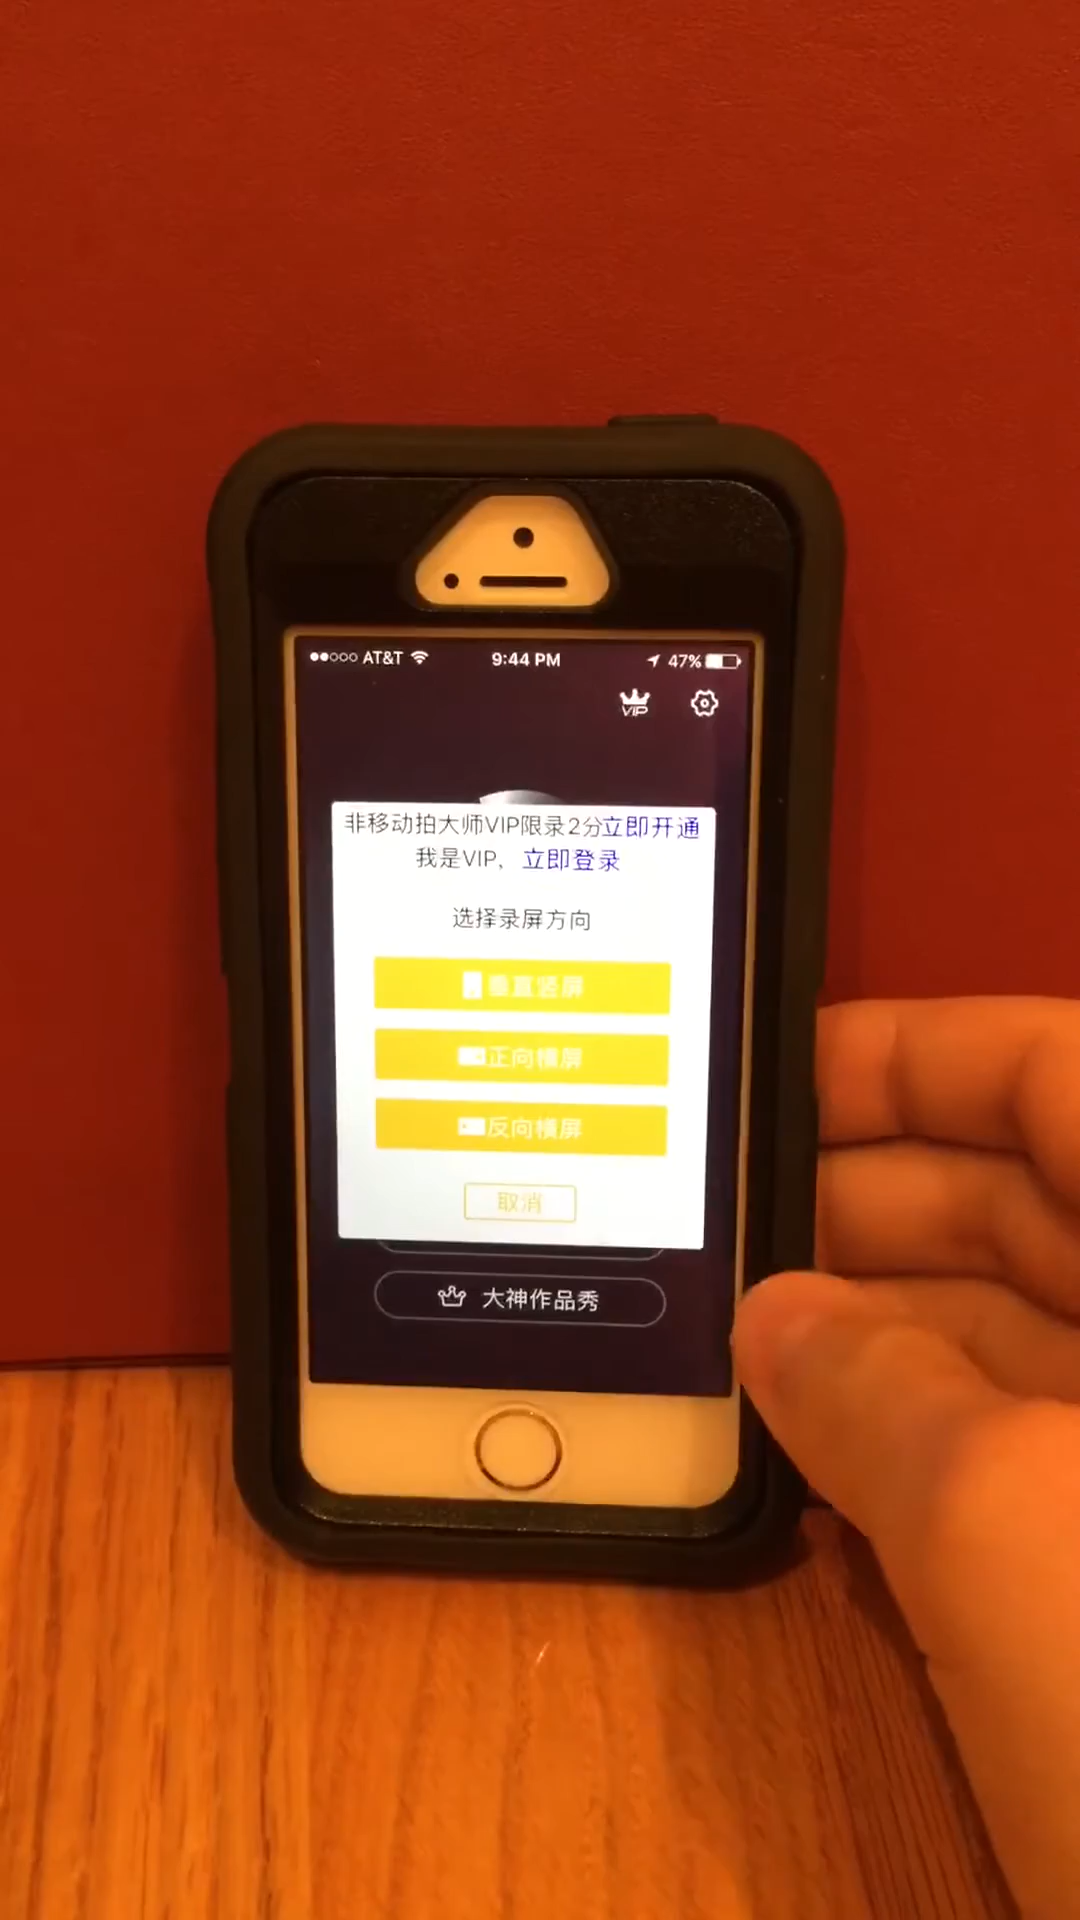 AT&T 9:44 PM 47%
VIP
非移动拍大师VIP限录2分立即开通
我是VIP，立即登录
选择录屏方向
垂直竖屏
正向横屏
反向横屏
取消
大神作品秀